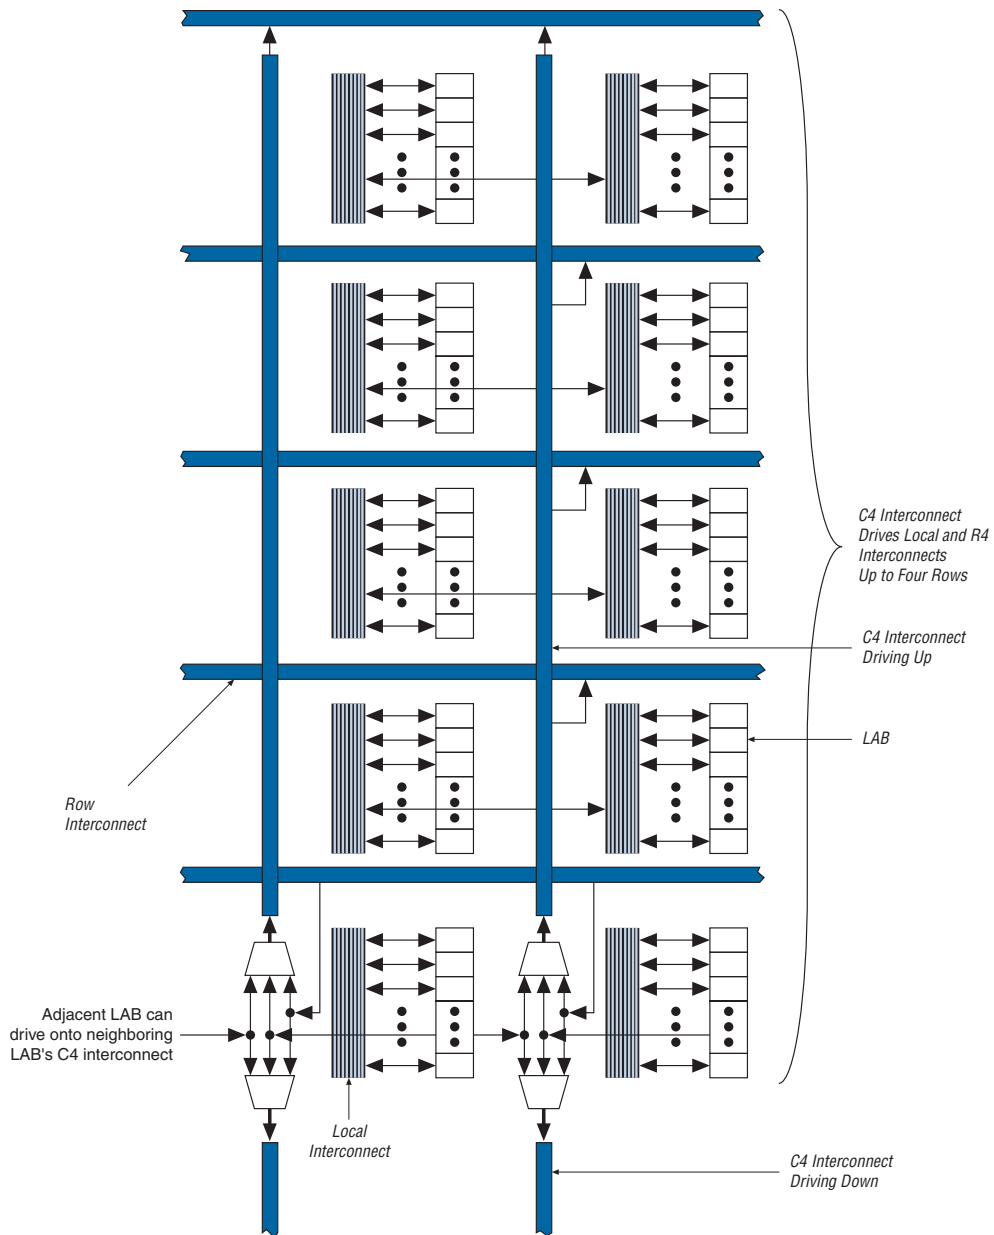 C4 Interconnect
Drives Local and R4
Interconnects
Up to Four Rows
C4 Interconnect
Driving Up
LAB
Row
Interconnect
Adjacent LAB can
drive onto neighboring
LAB's C4 interconnect
Local
Interconnect
C4 Interconnect
Driving Down